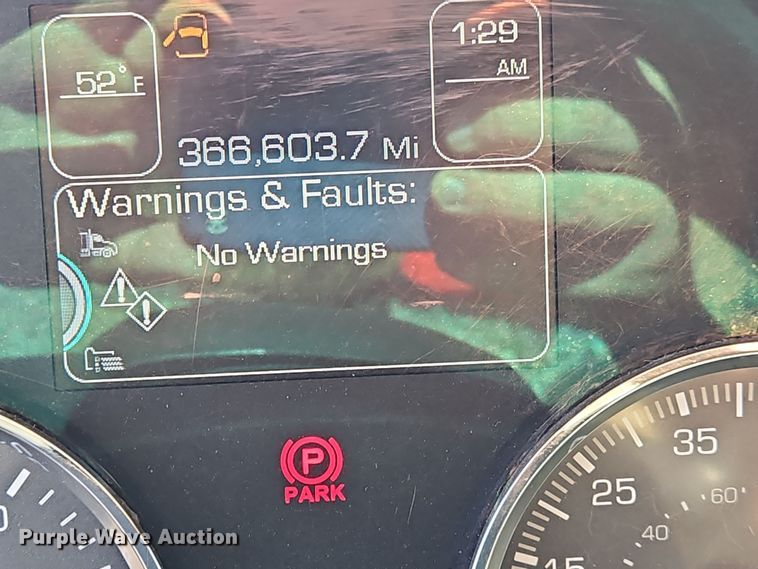 52°F
1:29
AM
366,603.7 Mi
Warnings & Faults:
No Warnings
P
PARK
35
25
60
40
Purple Wave Auction